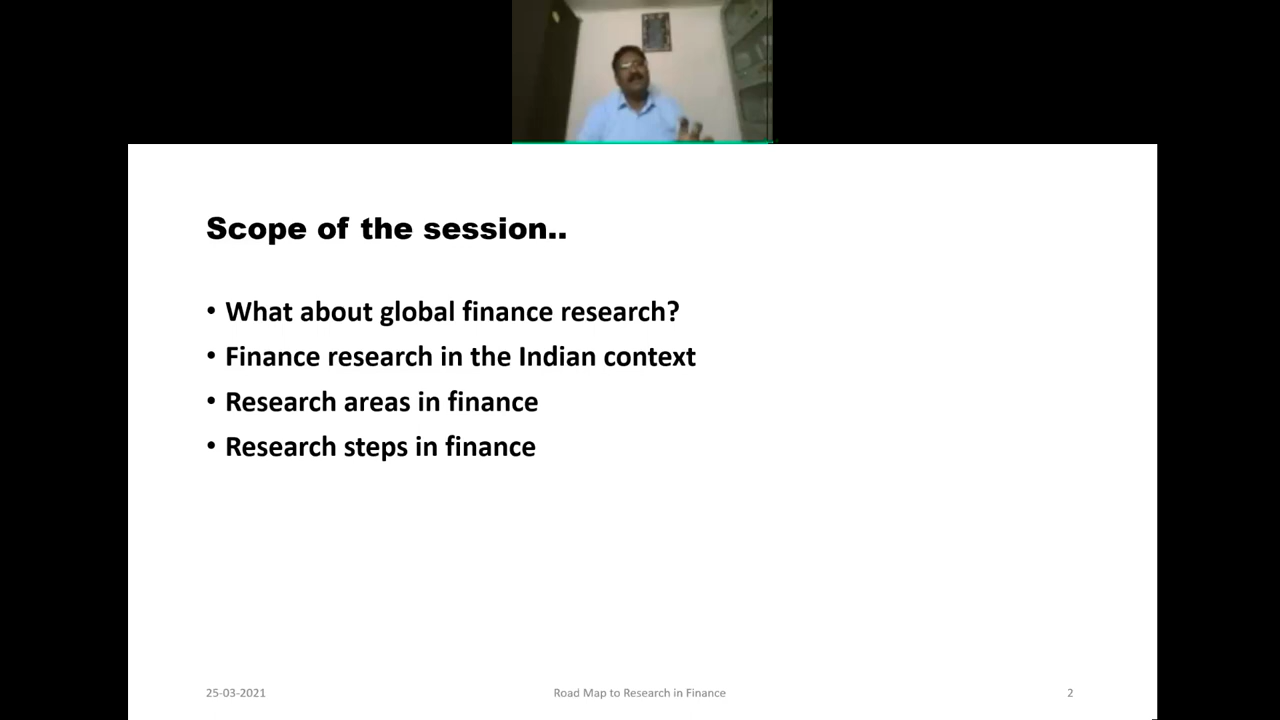 Scope of the session..
• What about global finance research?
• Finance research in the Indian context
• Research areas in finance
• Research steps in finance
25-03-2021 Road Map to Research in Finance 2